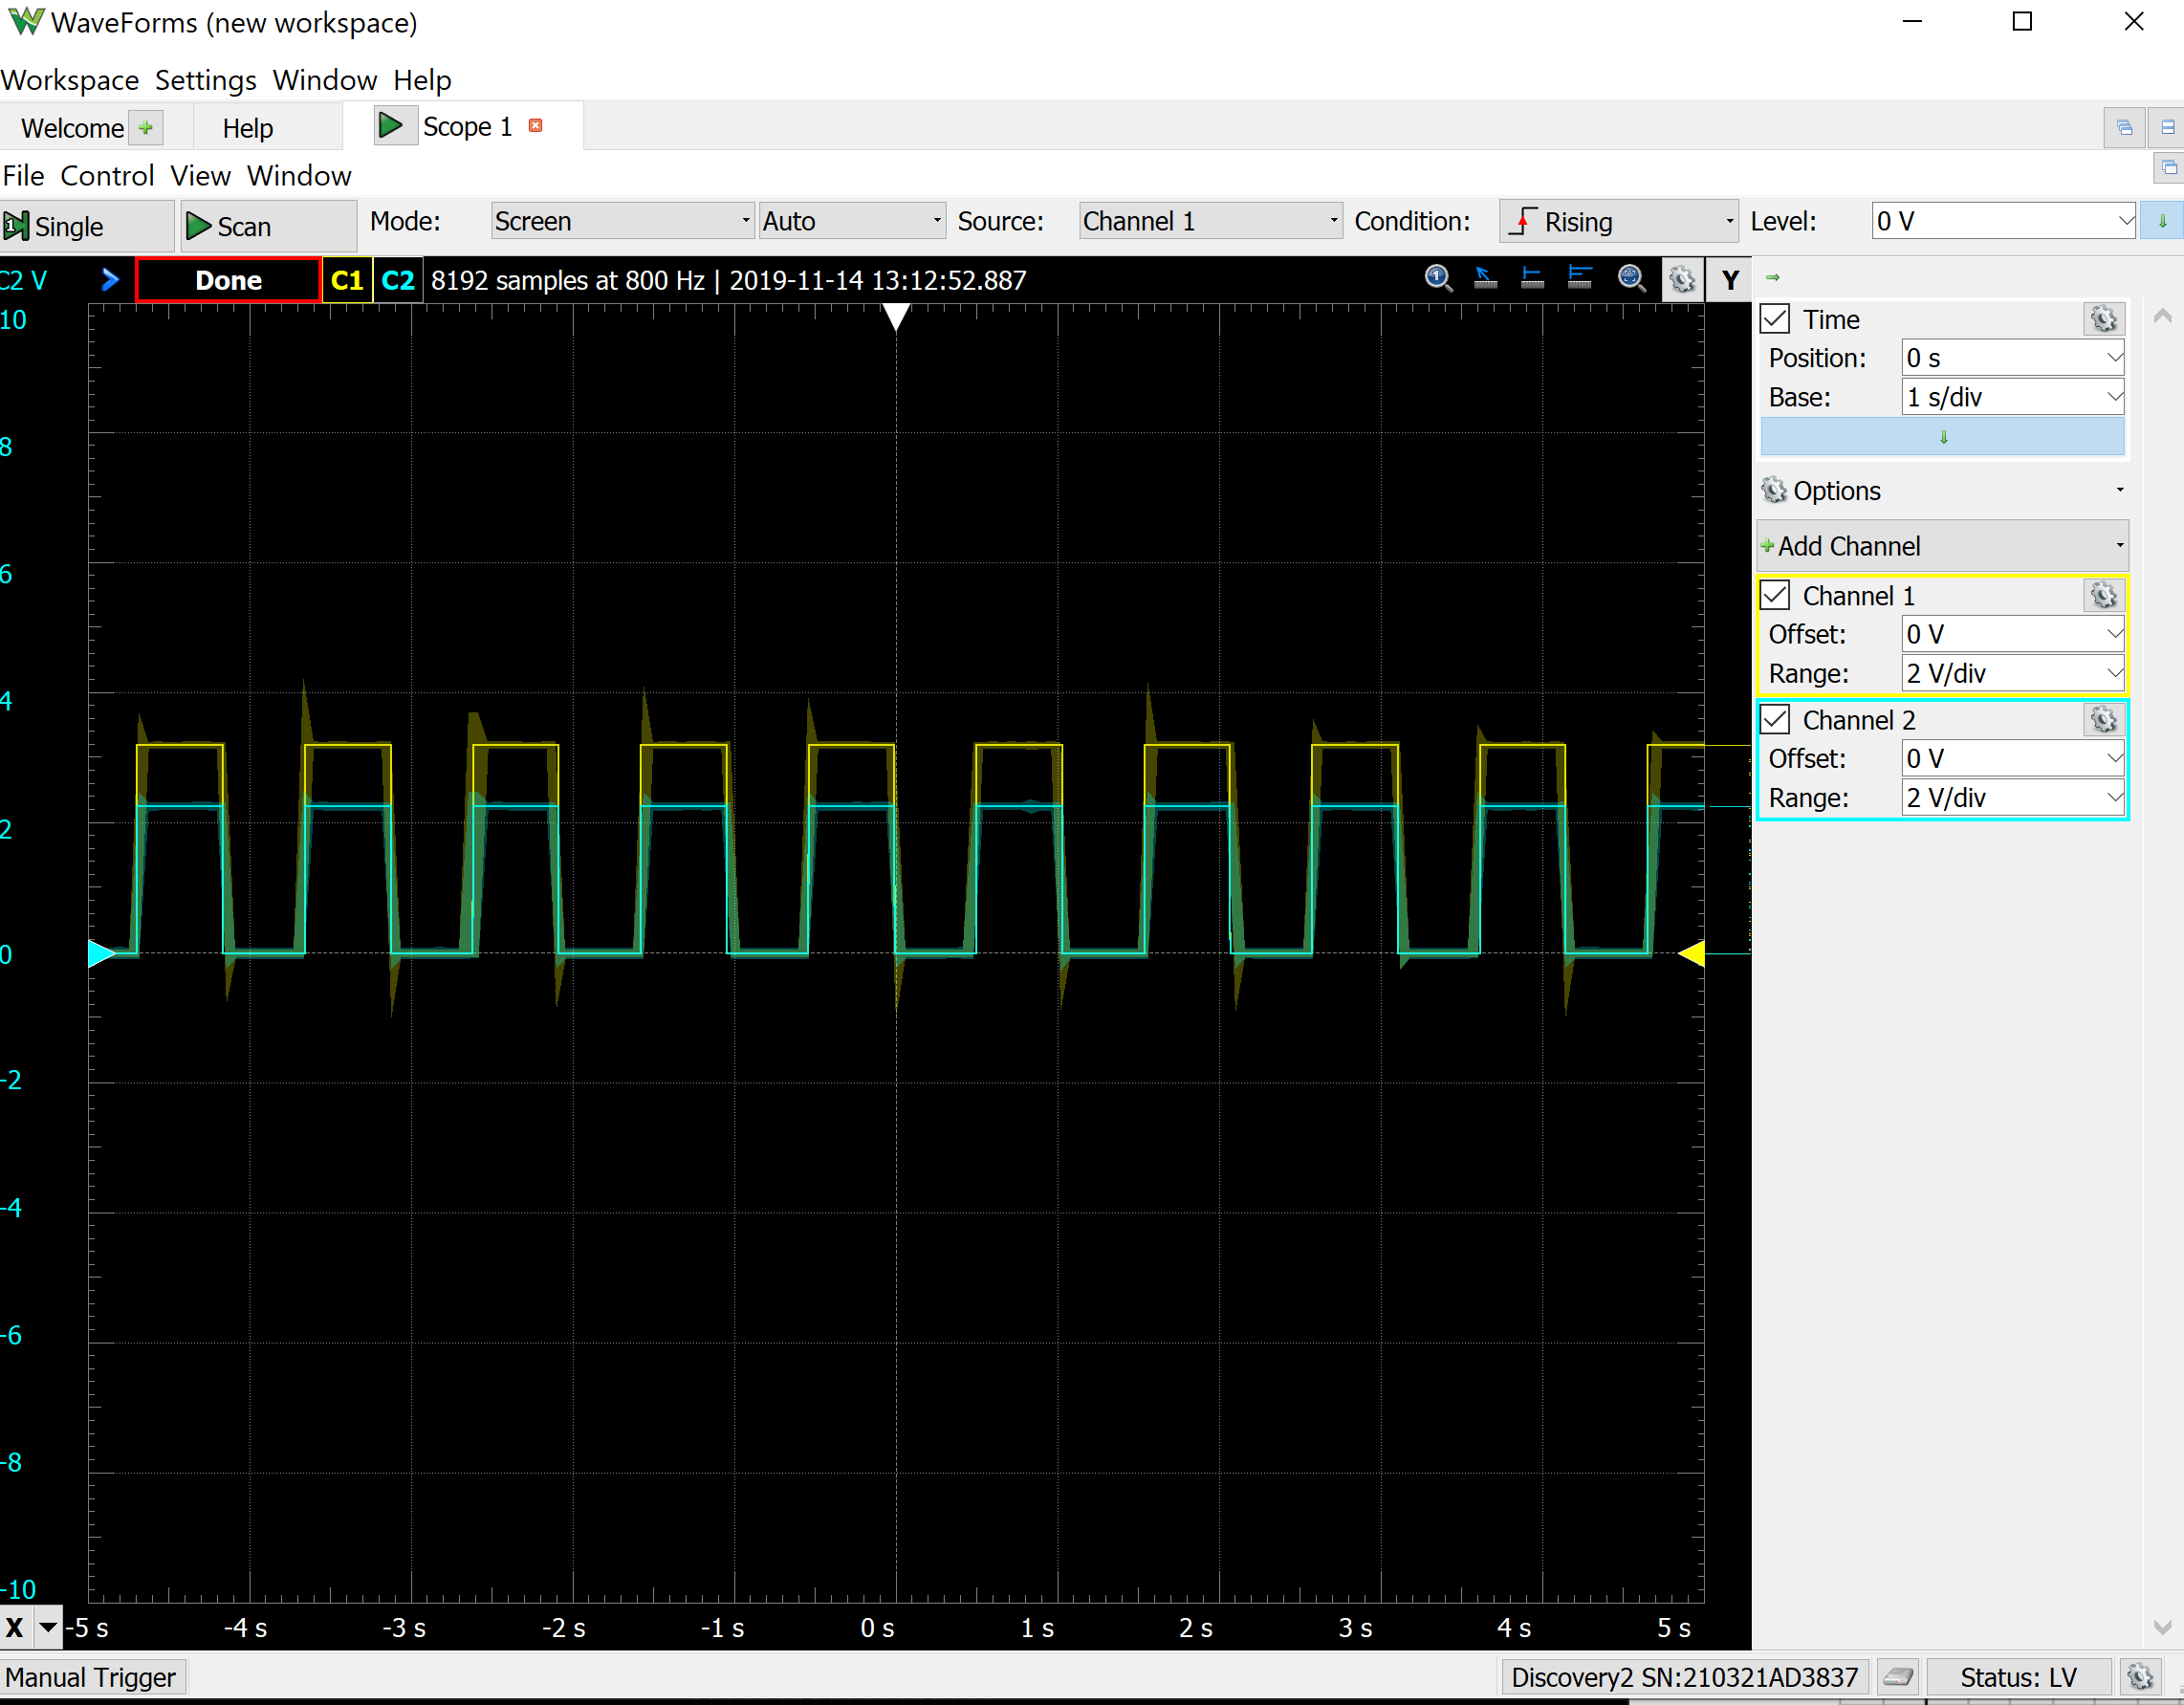 WaveForms (new workspace)
Workspace Settings Window Help
Welcome Help Scope 1
File Control View Window
Single Scan Mode: Screen Auto Source: Channel 1 Condition: Rising Level: 0 V
C2 V Done C1 C2 8192 samples at 800 Hz | 2019-11-14 13:12:52.887 Y
10
8
6
4
2
0
-2
-4
-6
-8
-10
X -5 s -4 s -3 s -2 s -1 s 0 s 1 s 2 s 3 s 4 s 5 s
Time
Position: 0 s
Base: 1 s/div
Options
Add Channel
Channel 1
Offset: 0 V
Range: 2 V/div
Channel 2
Offset: 0 V
Range: 2 V/div
Manual Trigger Discovery2 SN:210321AD3837 Status: LV